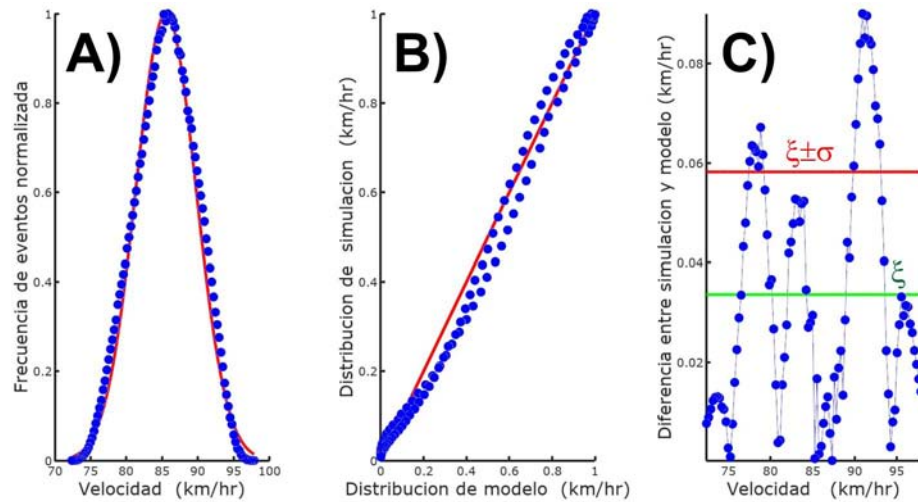 A)
Frecuencia de eventos normalizada
1
0.8
0.6
0.4
0.2
0
70 75 80 85 90 95 100
Velocidad (km/hr)
B)
Distribucion de simulacion (km/hr)
1
0.8
0.6
0.4
0.2
0
0 0.2 0.4 0.6 0.8 1
Distribucion de modelo (km/hr)
C)
Diferencia entre simulacion y modelo (km/hr)
0.08
0.06
0.04
0.02
ξ±σ
ξ
75 80 85 90 95
Velocidad (km/hr)